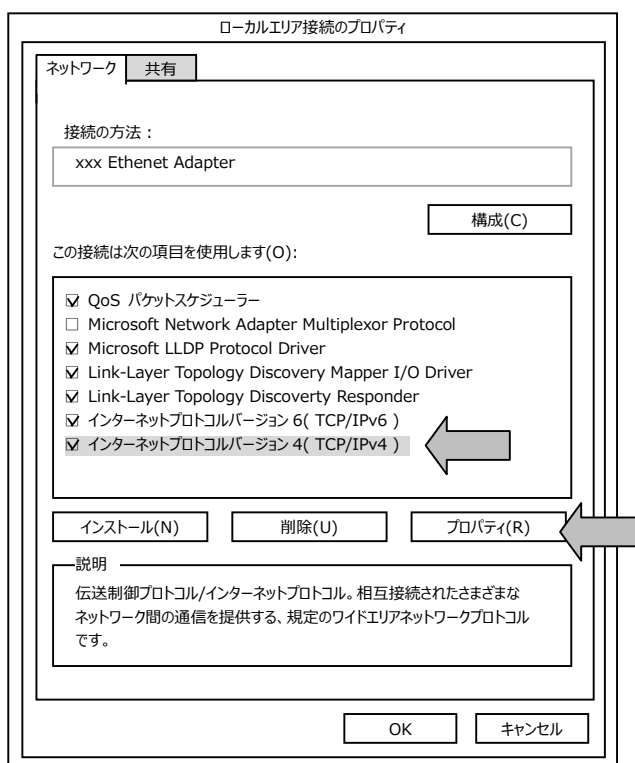 ローカルエリア接続のプロパティ
ネットワーク 共有
接続の方法：
xxx Ethenet Adapter
構成(C)
この接続は次の項目を使用します(O):
QoS パケットスケジューラー
Microsoft Network Adapter Multiplexor Protocol
Microsoft LLDP Protocol Driver
Link-Layer Topology Discovery Mapper I/O Driver
Link-Layer Topology Discoverty Responder
インターネットプロトコルバージョン 6( TCP/IPv6 )
インターネットプロトコルバージョン 4( TCP/IPv4 )
インストール(N) 削除(U) プロパティ(R)
説明
伝送制御プロトコル/インターネットプロトコル。相互接続されたさまざまな
ネットワーク間の通信を提供する、規定のワイドエリアネットワークプロトコル
です。
OK キャンセル